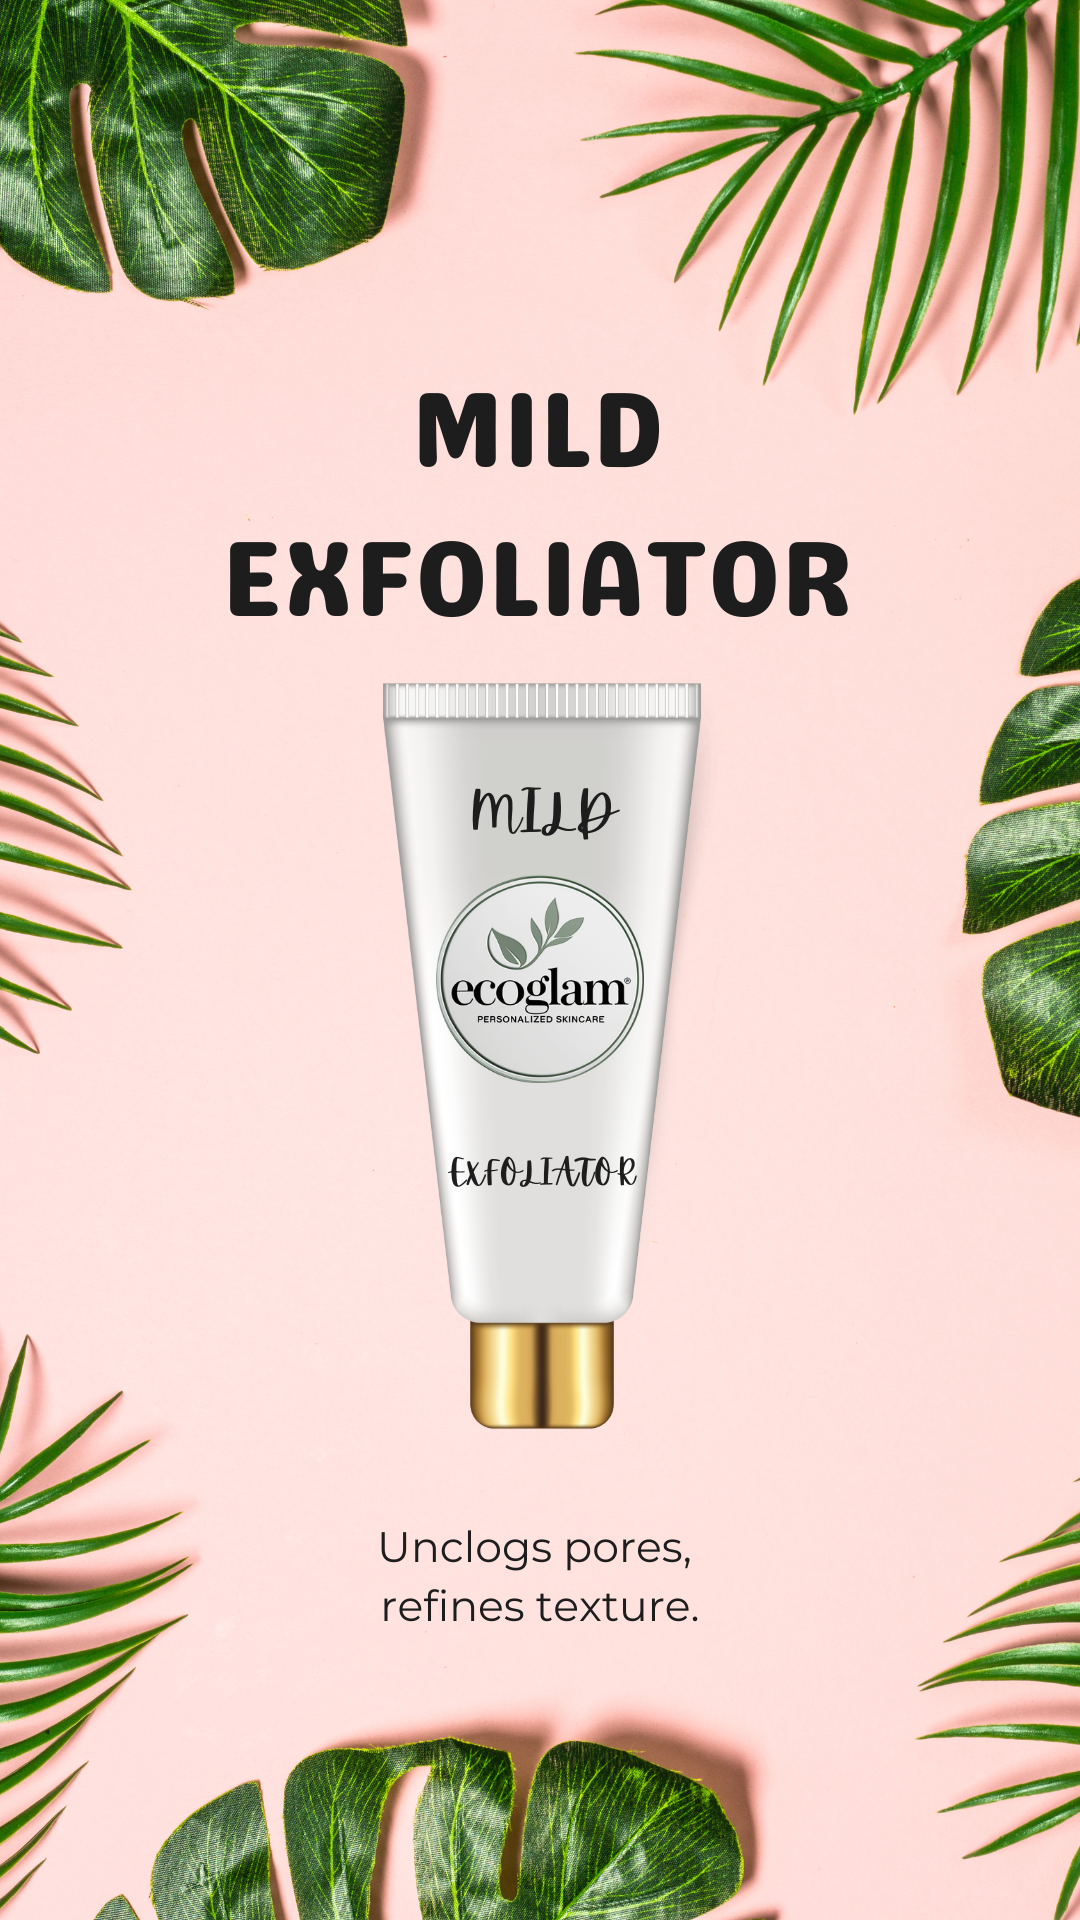 MILD
EXFOLIATOR
MILD
ecoglam®
PERSONALIZED SKINCARE
EXFOLIATOR
Unclogs pores,
refines texture.